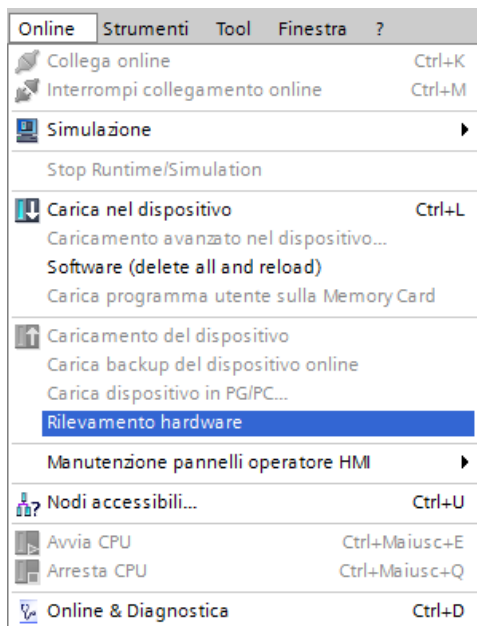 Online Strumenti Tool Finestra ?
Collega online Ctrl+K
Interrompi collegamento online Ctrl+M
Simulazione
Stop Runtime/Simulation
Carica nel dispositivo Ctrl+L
Caricamento avanzato nel dispositivo...
Software (delete all and reload)
Carica programma utente sulla Memory Card
Caricamento del dispositivo
Carica backup del dispositivo online
Carica dispositivo in PG/PC...
Rilevamento hardware
Manutenzione pannelli operatore HMI
Nodi accessibili... Ctrl+U
Avvia CPU Ctrl+Maiusc+E
Arresta CPU Ctrl+Maiusc+Q
Online & Diagnostica Ctrl+D